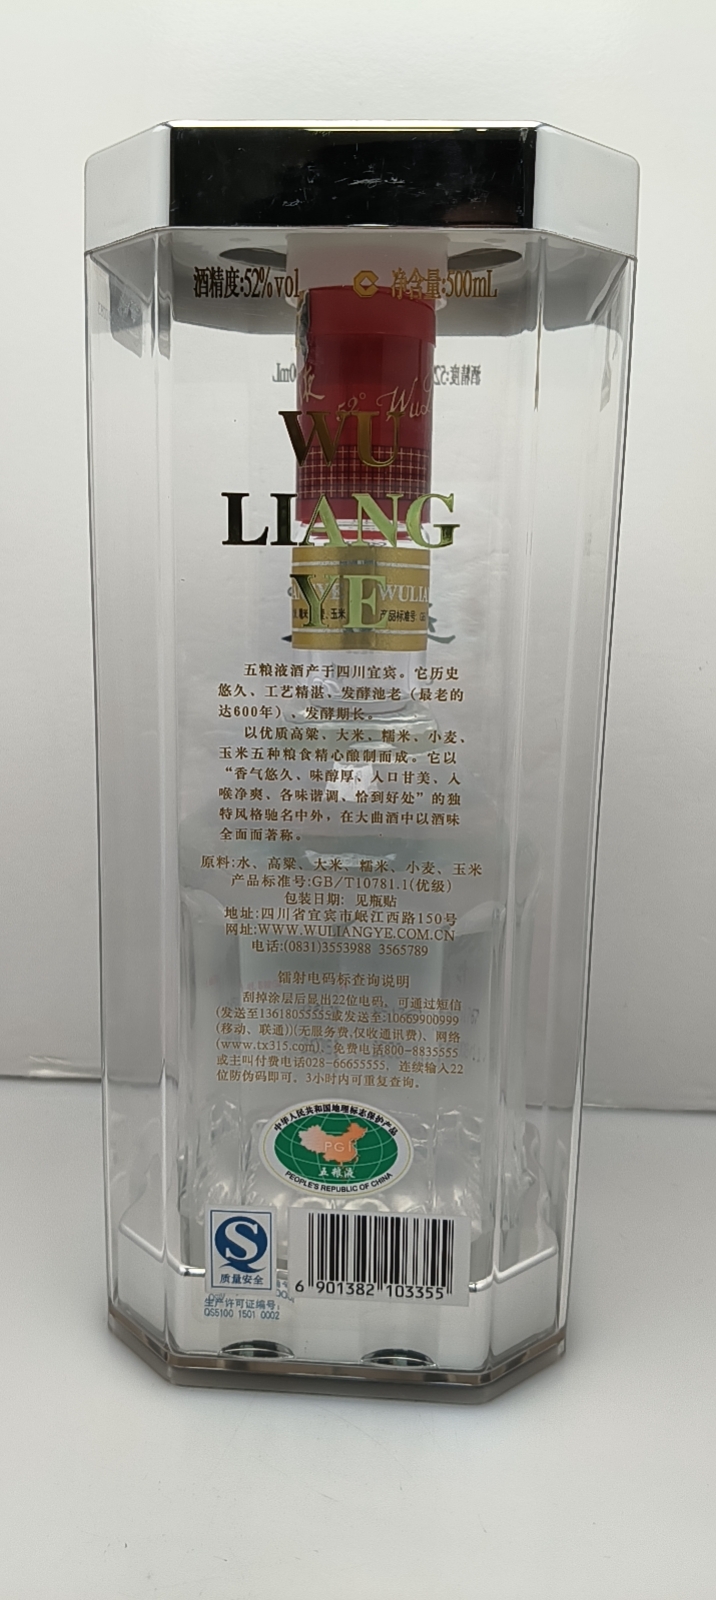 酒精度:52%vol 净含量:500mL
52° WuL
WU
LIANG
YE
WULIA
玉米 产品标准号:
五粮液酒产于四川宜宾。它历史
悠久、工艺精湛、发酵池老(最老的
达600年)、发酵期长。
以优质高粱、大米、糯米、小麦、
玉米五种粮食精心酿制而成。它以
“香气悠久、味醇厚、入口甘美、入
喉净爽、各味谐调、恰到好处”的独
特风格驰名中外,在大曲酒中以酒味
全面而著称。
原料:水、高粱、大米、糯米、小麦、玉米
产品标准号:GB/T10781.1(优级)
包装日期: 见瓶贴
地址:四川省宜宾市岷江西路150号
网址:WWW.WULIANGYE.COM.CN
电话:(0831)3553988 3565789
镭射电码标查询说明
刮掉涂层后显出22位电码,可通过短信
(发送至13618055555或发送至:10669900999
(移动、联通))(无服务费,仅收通讯费)、网络
(www.tx315.com)、免费电话800-8835555
或主叫付费电话028-66655555,连续输入22
位防伪码即可。3小时内可重复查询。
中华人民共和国地理标志保护产品
PGI
五粮液
PEOPLE'S REPUBLIC OF CHINA
质量安全
生产许可证编号:
QS5100 1501 0002
6 901382 103355